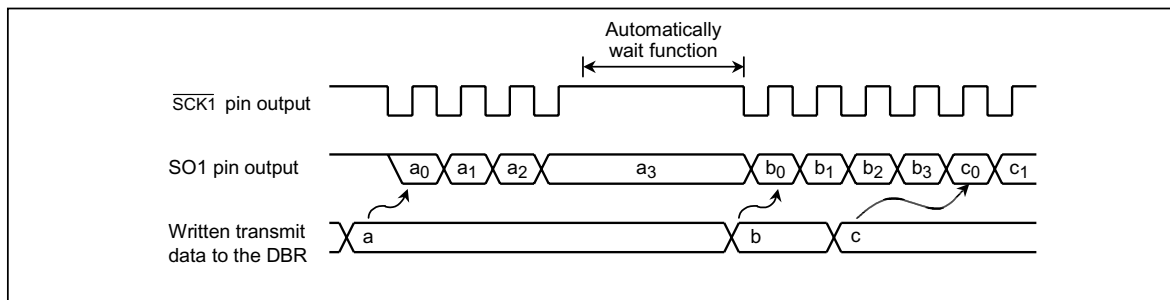 Automatically
wait function
SCK1 pin output
SO1 pin output
a0 a1 a2 a3 b0 b1 b2 b3 c0 c1
Written transmit
data to the DBR
a b c